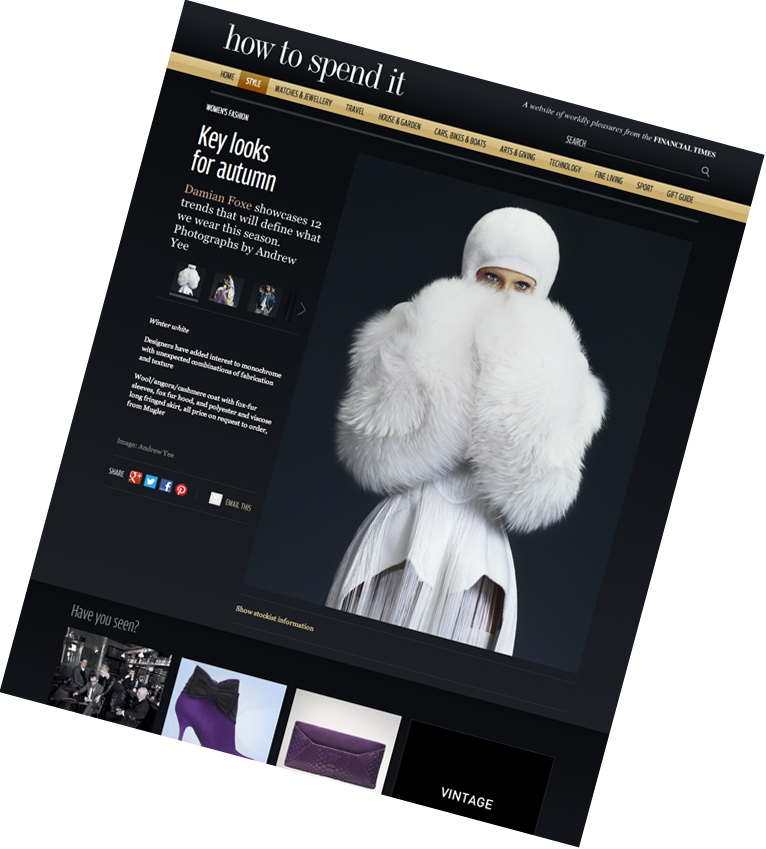 how to spend it
A website of worldly pleasures from the FINANCIAL TIMES
HOME STYLE WATCHES & JEWELLERY TRAVEL HOUSE & GARDEN CARS, BIKES & BOATS ARTS & GIVING TECHNOLOGY FINE LIVING SPORT GIFT GUIDE
SEARCH
WOMEN'S FASHION
Key looks
for autumn
Damian Foxe showcases 12
trends that will define what
we wear this season.
Photographs by Andrew
Yee
Winter white
Designers have added interest to monochrome
with unexpected combinations of fabrication
and texture
Wool/angora/cashmere coat with fox-fur
sleeves, fox fur hood, and polyester and viscose
long fringed skirt, all price on request to order,
from Mugler
Image: Andrew Yee
SHARE
EMAIL THIS
Show stockist information
Have you seen?
VINTAGE